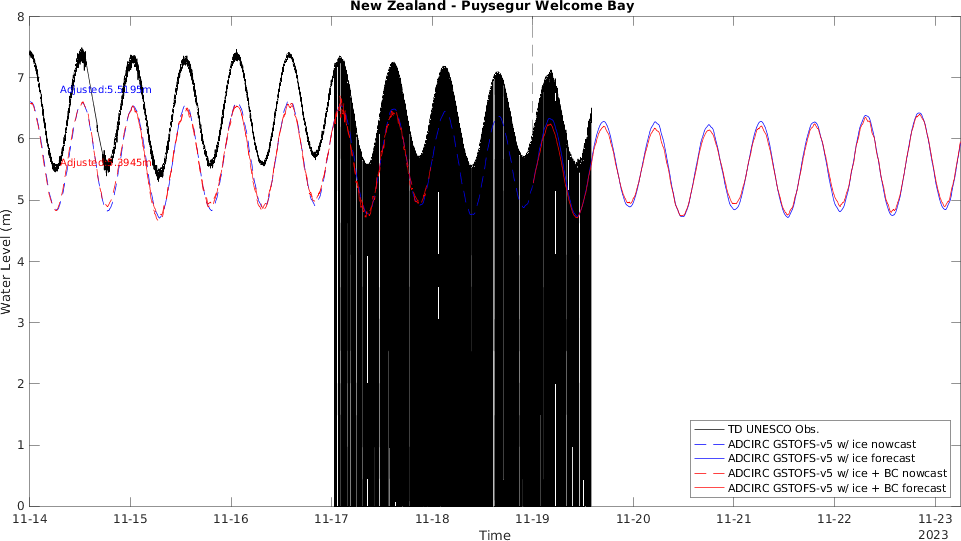 New Zealand - Puysegur Welcome Bay
Water Level (m)
8
7
6
5
4
3
2
1
0
Adjusted:5.5195m
Adjusted:5.3945m
TD UNESCO Obs.
ADCIRC GSTOFS-v5 w/ ice nowcast
ADCIRC GSTOFS-v5 w/ ice forecast
ADCIRC GSTOFS-v5 w/ ice + BC nowcast
ADCIRC GSTOFS-v5 w/ ice + BC forecast
11-14 11-15 11-16 11-17 11-18 11-19 11-20 11-21 11-22 11-23
2023
Time